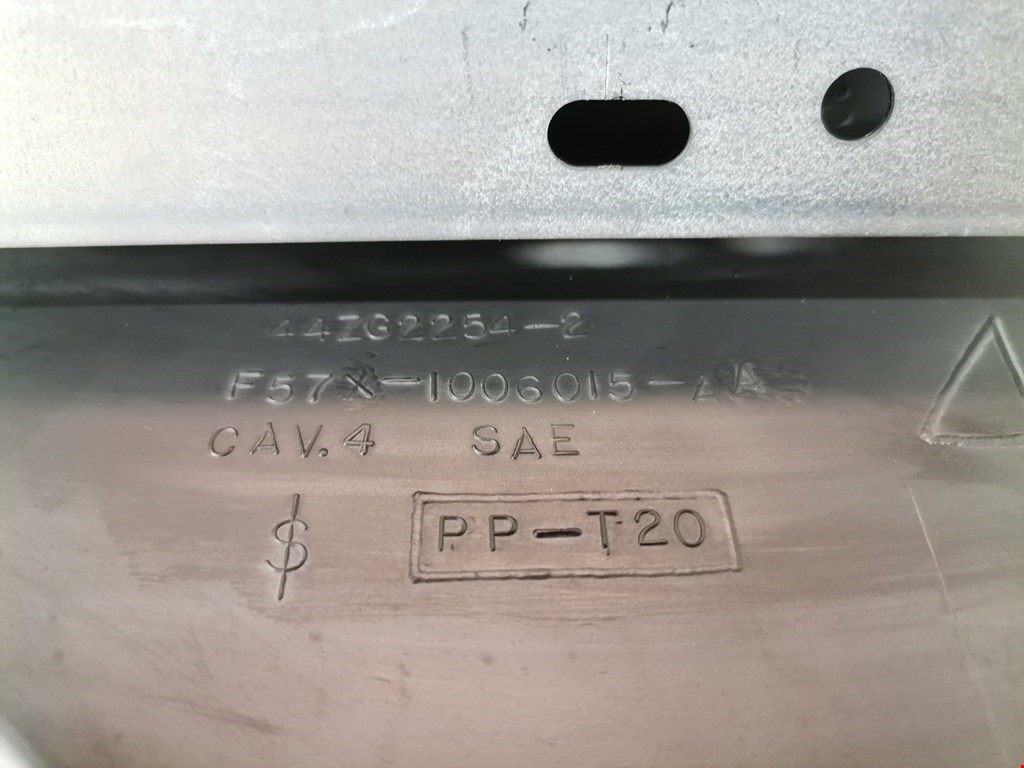 44ZG2254-2
F57X-1006015-AA
CAV.4 SAE
$
PP-T20